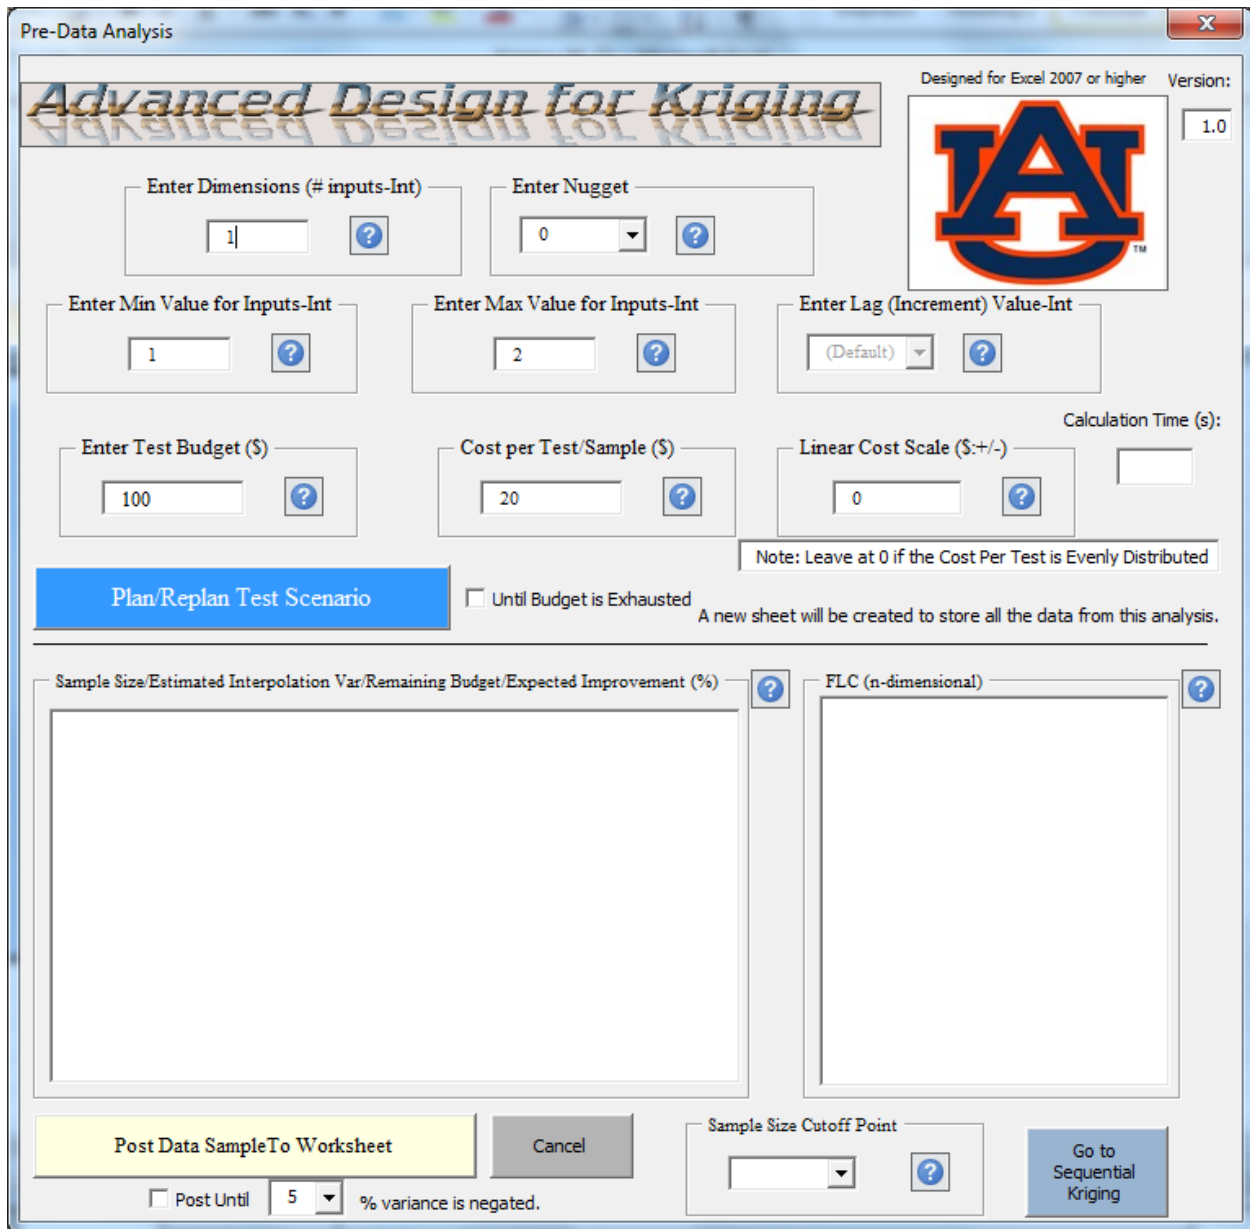 Pre-Data Analysis
x
Advanced Design for Kriging
Designed for Excel 2007 or higher
Version:
1.0
AU
TM
Enter Dimensions (# inputs-Int)
1
?
Enter Nugget
0
?
Enter Min Value for Inputs-Int
1
?
Enter Max Value for Inputs-Int
2
?
Enter Lag (Increment) Value-Int
(Default)
?
Calculation Time (s):
Enter Test Budget ($)
100
?
Cost per Test/Sample ($)
20
?
Linear Cost Scale ($:+/-)
0
?
Note: Leave at 0 if the Cost Per Test is Evenly Distributed
Plan/Replan Test Scenario
Until Budget is Exhausted
A new sheet will be created to store all the data from this analysis.
Sample Size/Estimated Interpolation Var/Remaining Budget/Expected Improvement (%)
?
FLC (n-dimensional)
?
Post Data SampleTo Worksheet
Cancel
Sample Size Cutoff Point
?
Go to
Sequential
Kriging
Post Until
5
% variance is negated.